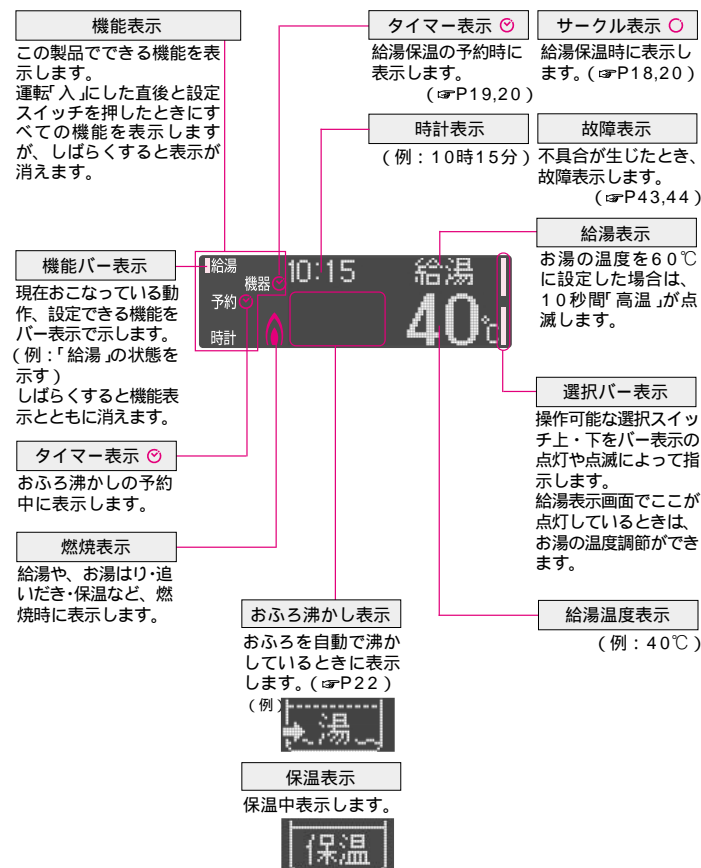 機能表示
この製品でできる機能を表
示します。
運転「入」にした直後と設定
スイッチを押したときにす
べての機能を表示します
が、しばらくすると表示が
消えます。
タイマー表示
給湯保温の予約時に
表示します。
(☞P19,20)
サークル表示
給湯保温時に表示し
ます。(☞P18,20)
時計表示
(例：10時15分)
故障表示
不具合が生じたとき、
故障表示します。
(☞P43,44)
給湯表示
お湯の温度を60℃
に設定した場合は、
10秒間「高温」が点
滅します。
機能バー表示
現在おこなっている動
作、設定できる機能を
バー表示で示します。
(例：「給湯」の状態を
示す)
しばらくすると機能表
示とともに消えます。
給湯
機器
予約
時計
10:15
給湯
40℃
選択バー表示
操作可能な選択スイッ
チ上・下をバー表示の
点灯や点滅によって指
示します。
給湯表示画面でここが
点灯しているときは、
お湯の温度調節ができ
ます。
タイマー表示
おふろ沸かしの予約
中に表示します。
燃焼表示
給湯や、お湯はり・追
いだき・保温など、燃
焼時に表示します。
おふろ沸かし表示
おふろを自動で沸か
しているときに表示
します。(☞P22)
(例)
湯
給湯温度表示
(例：40℃)
保温表示
保温中表示します。
保温